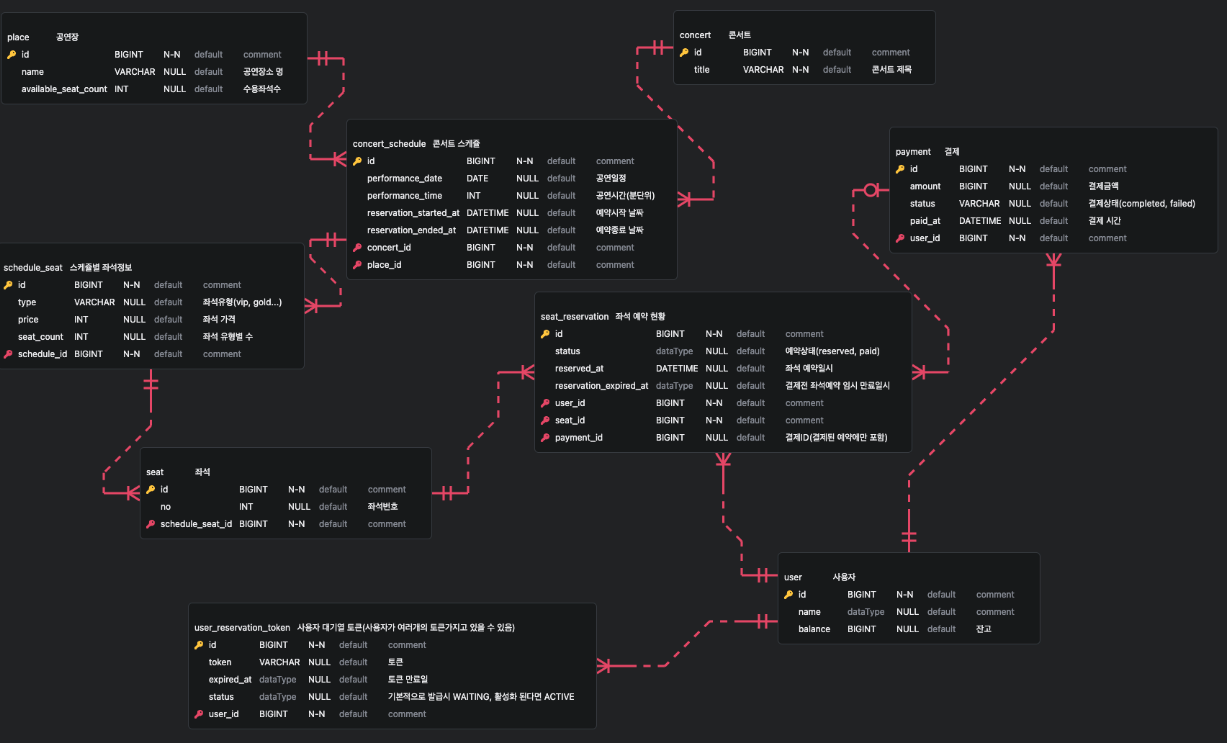 place 공연장
id BIGINT N-N default comment
name VARCHAR NULL default 공연장소 명
available_seat_count INT NULL default 수용좌석수
concert 콘서트
id BIGINT N-N default comment
title VARCHAR N-N default 콘서트 제목
concert_schedule 콘서트 스케쥴
id BIGINT N-N default comment
performance_date DATE NULL default 공연일정
performance_time INT NULL default 공연시간(분단위)
reservation_started_at DATETIME NULL default 예약시작 날짜
reservation_ended_at DATETIME NULL default 예약종료 날짜
concert_id BIGINT N-N default comment
place_id BIGINT N-N default comment
payment 결제
id BIGINT N-N default comment
amount BIGINT NULL default 결제금액
status VARCHAR NULL default 결제상태(completed, failed)
paid_at DATETIME NULL default 결제 시간
user_id BIGINT N-N default comment
schedule_seat 스케쥴별 좌석정보
id BIGINT N-N default comment
type VARCHAR NULL default 좌석유형(vip, gold...)
price INT NULL default 좌석 가격
seat_count INT NULL default 좌석 유형별 수
schedule_id BIGINT N-N default comment
seat_reservation 좌석 예약 현황
id BIGINT N-N default comment
status dataType NULL default 예약상태(reserved, paid)
reserved_at DATETIME NULL default 좌석 예약일시
reservation_expired_at dataType NULL default 결제전 좌석예약 임시 만료일시
user_id BIGINT N-N default comment
seat_id BIGINT N-N default comment
payment_id BIGINT NULL default 결제ID(결제된 예약에만 포함)
seat 좌석
id BIGINT N-N default comment
no INT NULL default 좌석번호
schedule_seat_id BIGINT N-N default comment
user 사용자
id BIGINT N-N default comment
name dataType NULL default comment
balance BIGINT NULL default 잔고
user_reservation_token 사용자 대기열 토큰(사용자가 여러개의 토큰가지고 있을 수 있음)
id BIGINT N-N default comment
token VARCHAR NULL default 토큰
expired_at dataType NULL default 토큰 만료일
status dataType NULL default 기본적으로 발급시 WAITING, 활성화 된다면 ACTIVE
user_id BIGINT N-N default comment